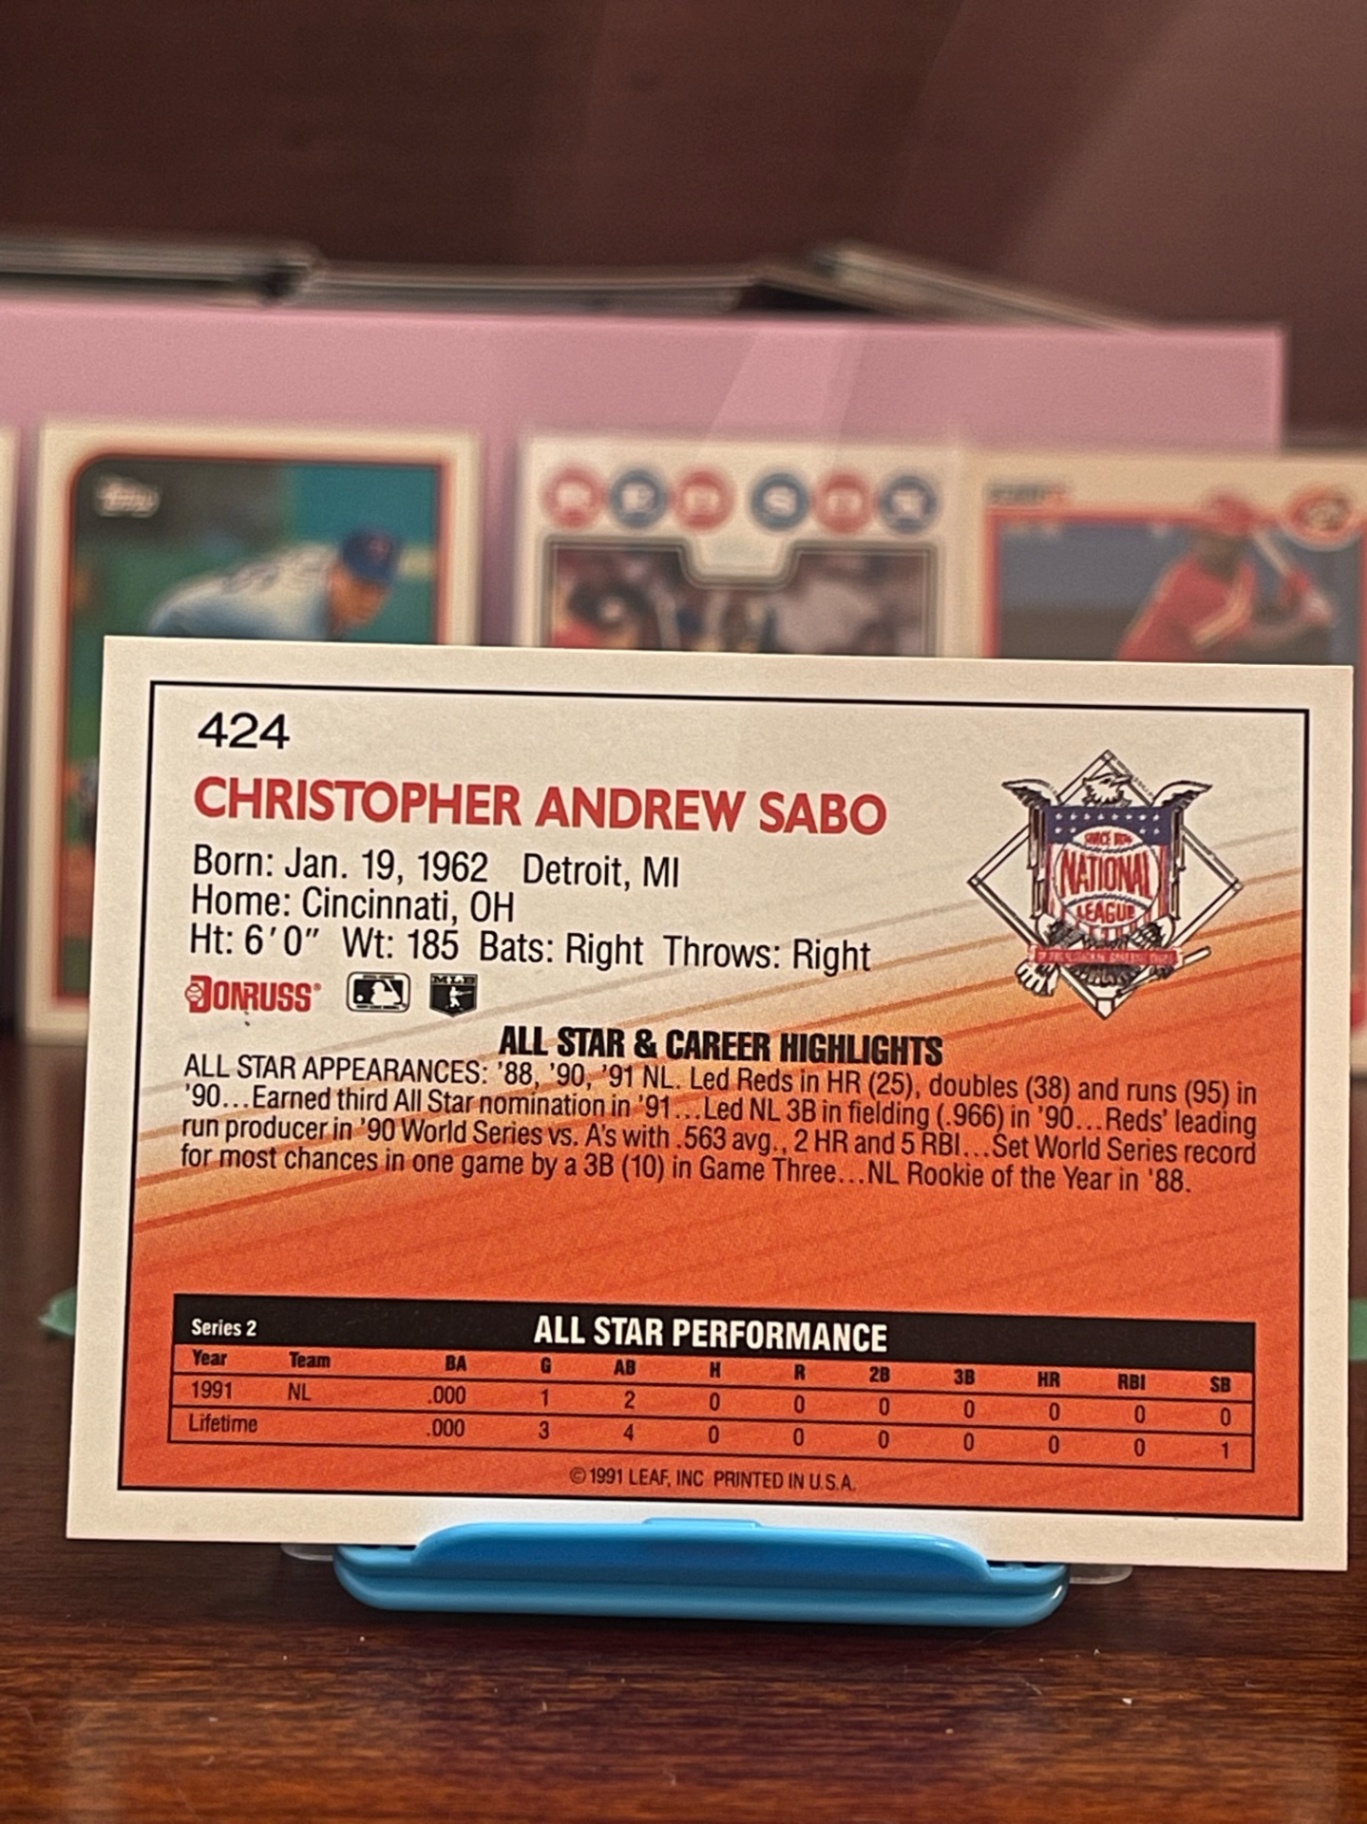 Topps
RED SOX
424
CHRISTOPHER ANDREW SABO
Born: Jan. 19, 1962 Detroit, MI
Home: Cincinnati, OH
Ht: 6'0" Wt: 185 Bats: Right Throws: Right
DONRUSS® MLB
SINCE 1876
NATIONAL
LEAGUE
ALL STAR & CAREER HIGHLIGHTS
ALL STAR APPEARANCES: '88, '90, '91 NL. Led Reds in HR (25), doubles (38) and runs (95) in
'90...Earned third All Star nomination in '91...Led NL 3B in fielding (.966) in '90...Reds' leading
run producer in '90 World Series vs. A's with .563 avg., 2 HR and 5 RBI...Set World Series record
for most chances in one game by a 3B (10) in Game Three...NL Rookie of the Year in '88.
Series 2 ALL STAR PERFORMANCE
Year Team BA G AB H R 2B 3B HR RBI SB
1991 NL .000 1 2 0 0 0 0 0 0 0
Lifetime .000 3 4 0 0 0 0 0 0 1
©1991 LEAF, INC PRINTED IN U.S.A.